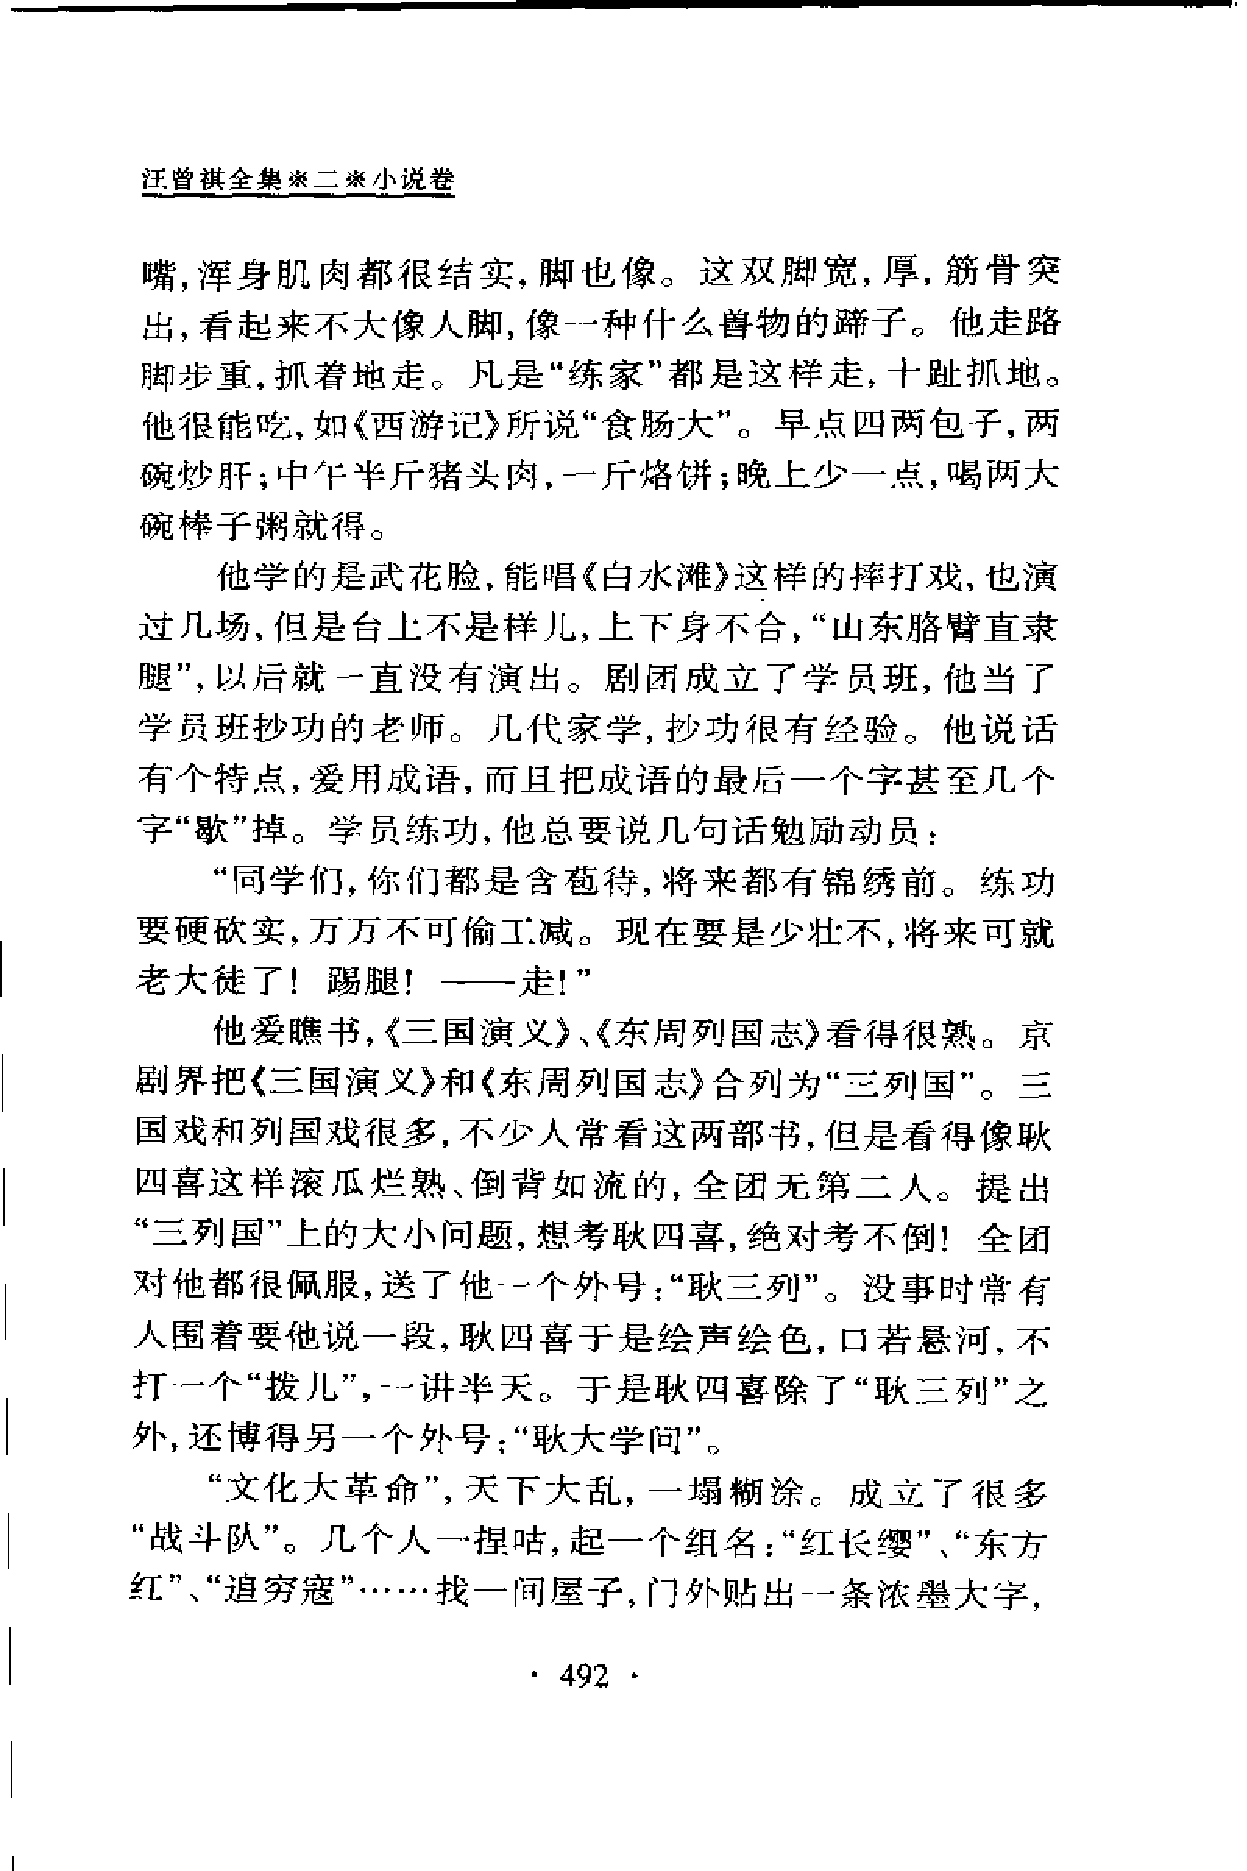 汪曾祺全集※二※小说卷
嘴,浑身肌肉都很结实,脚也像。这双脚宽,厚,筋骨突
出,看起来不大像人脚,像一种什么兽物的蹄子。他走路
脚步重,抓着地走。凡是“练家”都是这样走,十趾抓地。
他很能吃,如《西游记》所说“食肠大”。早点四两包子,两
碗炒肝;中午半斤猪头肉,一斤烙饼;晚上少一点,喝两大
碗棒子粥就得。
他学的是武花脸,能唱《白水滩》这样的摔打戏,也演
过几场,但是台上不是样儿,上下身不合,“山东胳臂直隶
腿”,以后就一直没有演出。剧团成立了学员班,他当了
学员班抄功的老师。几代家学,抄功很有经验。他说话
有个特点,爱用成语,而且把成语的最后一个字甚至几个
字“歇”掉。学员练功,他总要说几句话勉励动员:
“同学们,你们都是含苞待,将来都有锦绣前。练功
要硬砍实,万万不可偷工减。现在要是少壮不,将来可就
老大徒了! 踢腿! ——走!”
他爱瞧书,《三国演义》、《东周列国志》看得很熟。京
剧界把《三国演义》和《东周列国志》合列为“三列国”。三
国戏和列国戏很多,不少人常看这两部书,但是看得像耿
四喜这样滚瓜烂熟、倒背如流的,全团无第二人。提出
“三列国”上的大小问题,想考耿四喜,绝对考不倒! 全团
对他都很佩服,送了他一个外号:“耿三列”。没事时常有
人围着要他说一段,耿四喜于是绘声绘色,口若悬河,不
打一个“拨儿”,一讲半天。于是耿四喜除了“耿三列”之
外,还博得另一个外号:“耿大学问”。
“文化大革命”,天下大乱,一塌糊涂。成立了很多
“战斗队”。几个人一捏咕,起一个组名:“红长缨”、“东方
红”、“追穷寇”……找一间屋子,门外贴出一条浓墨大字,
· 492 ·